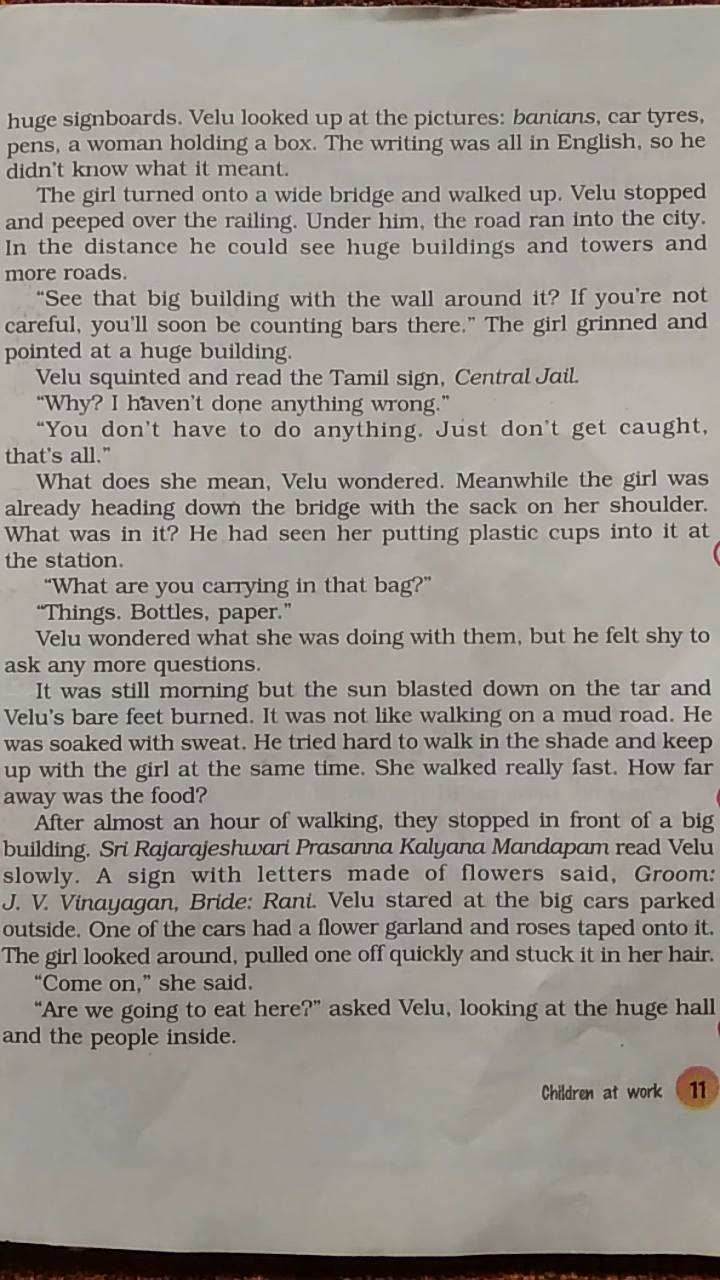 huge signboards. Velu looked up at the pictures: banians, car tyres,
pens, a woman holding a box. The writing was all in English, so he
didn't know what it meant.
The girl turned onto a wide bridge and walked up. Velu stopped
and peeped over the railing. Under him, the road ran into the city.
In the distance he could see huge buildings and towers and
more roads.
“See that big building with the wall around it? If you're not
careful, you'll soon be counting bars there.” The girl grinned and
pointed at a huge building.
Velu squinted and read the Tamil sign, Central Jail.
“Why? I haven't done anything wrong.”
“You don't have to do anything. Just don't get caught,
that's all.”
What does she mean, Velu wondered. Meanwhile the girl was
already heading down the bridge with the sack on her shoulder.
What was in it? He had seen her putting plastic cups into it at
the station.
“What are you carrying in that bag?”
“Things. Bottles, paper.”
Velu wondered what she was doing with them, but he felt shy to
ask any more questions.
It was still morning but the sun blasted down on the tar and
Velu's bare feet burned. It was not like walking on a mud road. He
was soaked with sweat. He tried hard to walk in the shade and keep
up with the girl at the same time. She walked really fast. How far
away was the food?
After almost an hour of walking, they stopped in front of a big
building. Sri Rajarajeshwari Prasanna Kalyana Mandapam read Velu
slowly. A sign with letters made of flowers said, Groom:
J. V. Vinayagan, Bride: Rani. Velu stared at the big cars parked
outside. One of the cars had a flower garland and roses taped onto it.
The girl looked around, pulled one off quickly and stuck it in her hair.
“Come on,” she said.
“Are we going to eat here?” asked Velu, looking at the huge hall
and the people inside.
Children at work 11